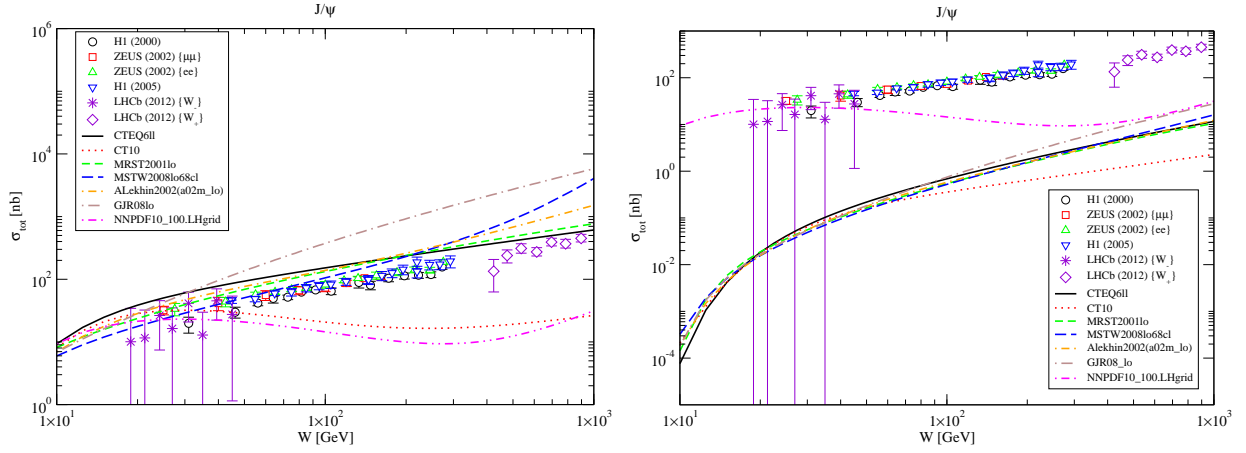 J/ψ
10^6
10^4
10^2
10^0
σ_tot [nb]
H1 (2000)
ZEUS (2002) {μμ}
ZEUS (2002) {ee}
H1 (2005)
LHCb (2012) {W_-}
LHCb (2012) {W_+}
CTEQ6ll
CT10
MRST2001lo
MSTW2008lo68cl
ALekhin2002(a02m_lo)
GJR08lo
NNPDF10_100.LHgrid
1×10^1
1×10^2
1×10^3
W [GeV]
J/ψ
10^2
10^0
10^-2
10^-4
σ_tot [nb]
H1 (2000)
ZEUS (2002) {μμ}
ZEUS (2002) {ee}
H1 (2005)
LHCb (2012) {W_-}
LHCb (2012) {W_+}
CTEQ6ll
CT10
MRST2001lo
MSTW2008lo68cl
Alekhin2002(a02m_lo)
GJR08_lo
NNPDF10_100.LHgrid
1×10^1
1×10^2
1×10^3
W [GeV]